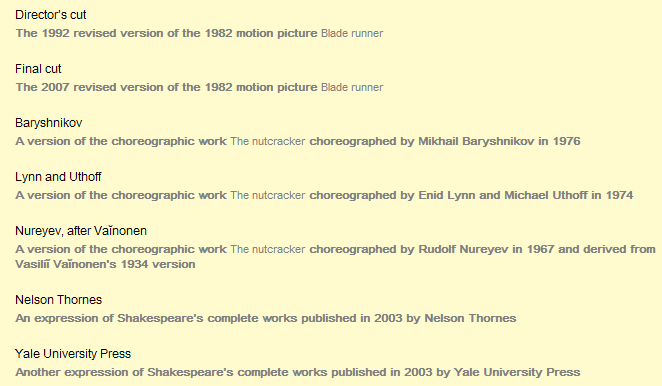 Director's cut
The 1992 revised version of the 1982 motion picture Blade runner
Final cut
The 2007 revised version of the 1982 motion picture Blade runner
Baryshnikov
A version of the choreographic work The nutcracker choreographed by Mikhail Baryshnikov in 1976
Lynn and Uthoff
A version of the choreographic work The nutcracker choreographed by Enid Lynn and Michael Uthoff in 1974
Nureyev, after Vaĭnonen
A version of the choreographic work The nutcracker choreographed by Rudolf Nureyev in 1967 and derived from
Vasiliĭ Vaĭnonen's 1934 version
Nelson Thornes
An expression of Shakespeare's complete works published in 2003 by Nelson Thornes
Yale University Press
Another expression of Shakespeare's complete works published in 2003 by Yale University Press